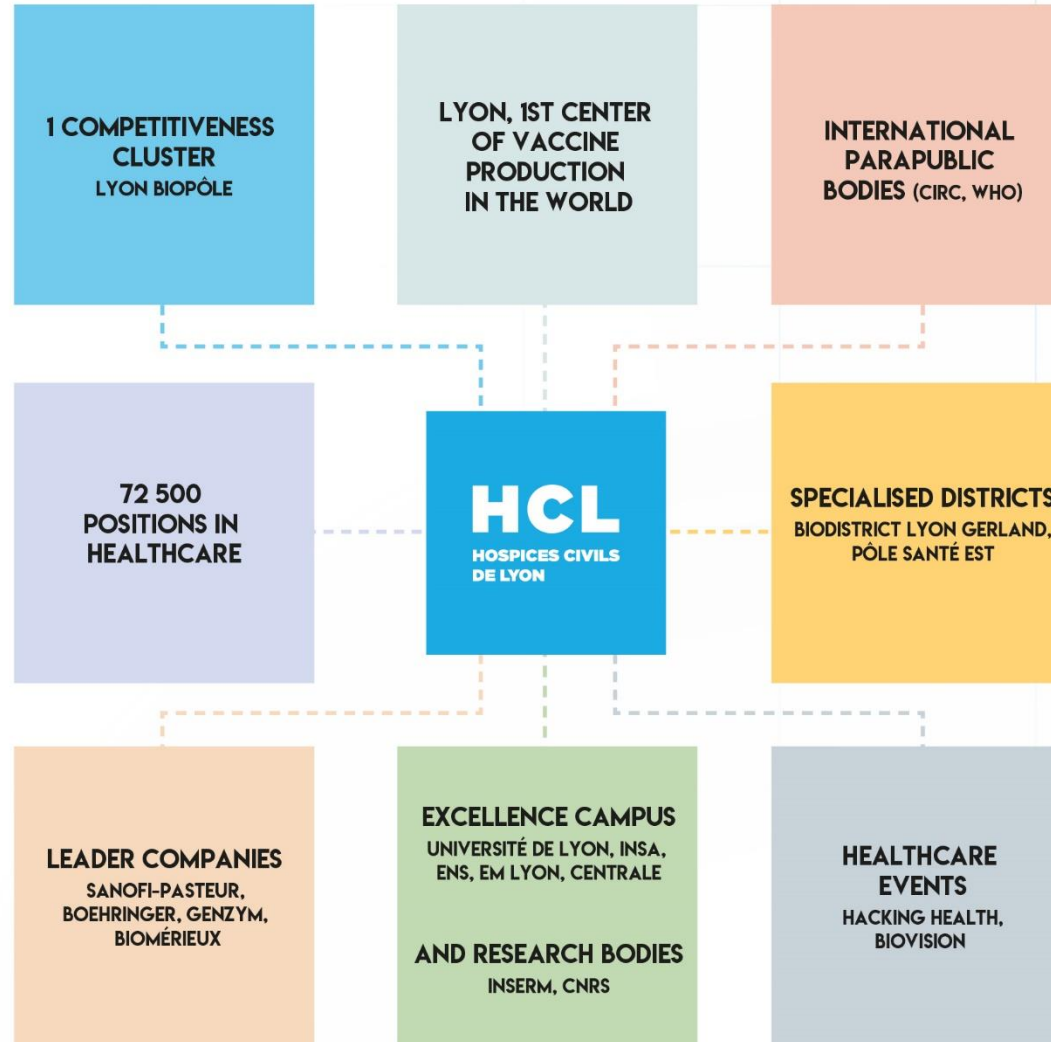 1 COMPETITIVENESS
CLUSTER
LYON BIOPÔLE
LYON, 1ST CENTER
OF VACCINE
PRODUCTION
IN THE WORLD
INTERNATIONAL
PARAPUBLIC
BODIES (CIRC, WHO)
72 500
POSITIONS IN
HEALTHCARE
HCL
HOSPICES CIVILS
DE LYON
SPECIALISED DISTRICTS
BIODISTRICT LYON GERLAND,
PÔLE SANTÉ EST
LEADER COMPANIES
SANOFI-PASTEUR,
BOEHRINGER, GENZYM,
BIOMÉRIEUX
EXCELLENCE CAMPUS
UNIVERSITÉ DE LYON, INSA,
ENS, EM LYON, CENTRALE
AND RESEARCH BODIES
INSERM, CNRS
HEALTHCARE
EVENTS
HACKING HEALTH,
BIOVISION